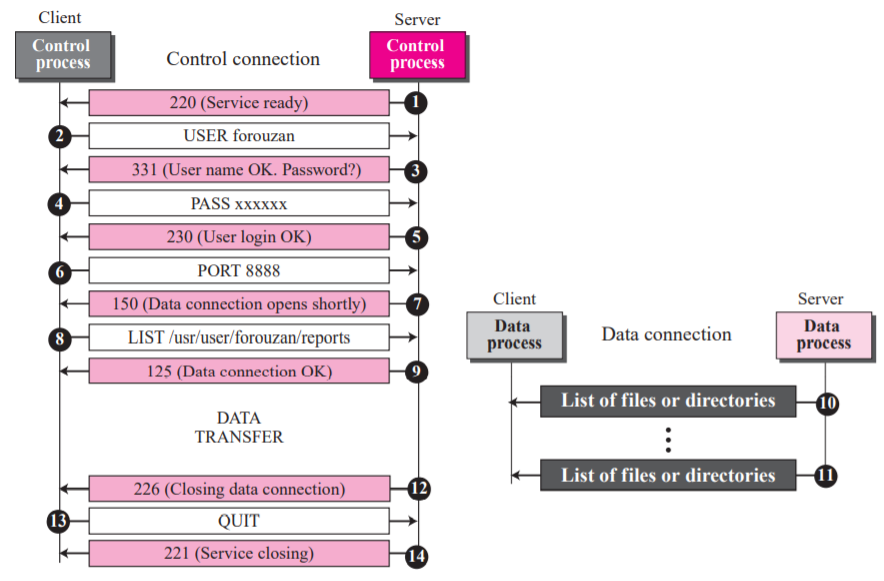 Client
Server
Control
process
Control connection
Control
process
220 (Service ready)
1
2
USER forouzan
331 (User name OK. Password?)
3
4
PASS xxxxxx
230 (User login OK)
5
6
PORT 8888
150 (Data connection opens shortly)
7
8
LIST /usr/user/forouzan/reports
125 (Data connection OK)
9
DATA
TRANSFER
226 (Closing data connection)
12
13
QUIT
221 (Service closing)
14
Client
Server
Data
process
Data connection
Data
process
List of files or directories
10
List of files or directories
11